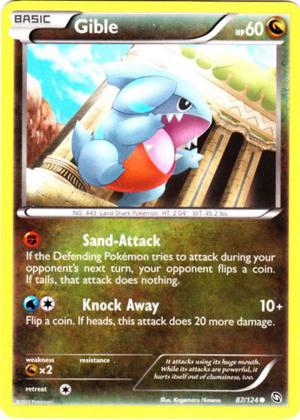 BASIC
Gible
HP60
NO. 443 Land Shark Pokémon HT. 2'04" WT. 45.2 lbs.
Sand-Attack
If the Defending Pokémon tries to attack during your
opponent's next turn, your opponent flips a coin.
If tails, that attack does nothing.
Knock Away 10+
Flip a coin. If heads, this attack does 20 more damage.
weakness
resistance
×2
retreat
It attacks using its huge mouth.
While its attacks are powerful, it
hurts itself out of clumsiness, too.
Illus. Kagemaru Himeno
87/124